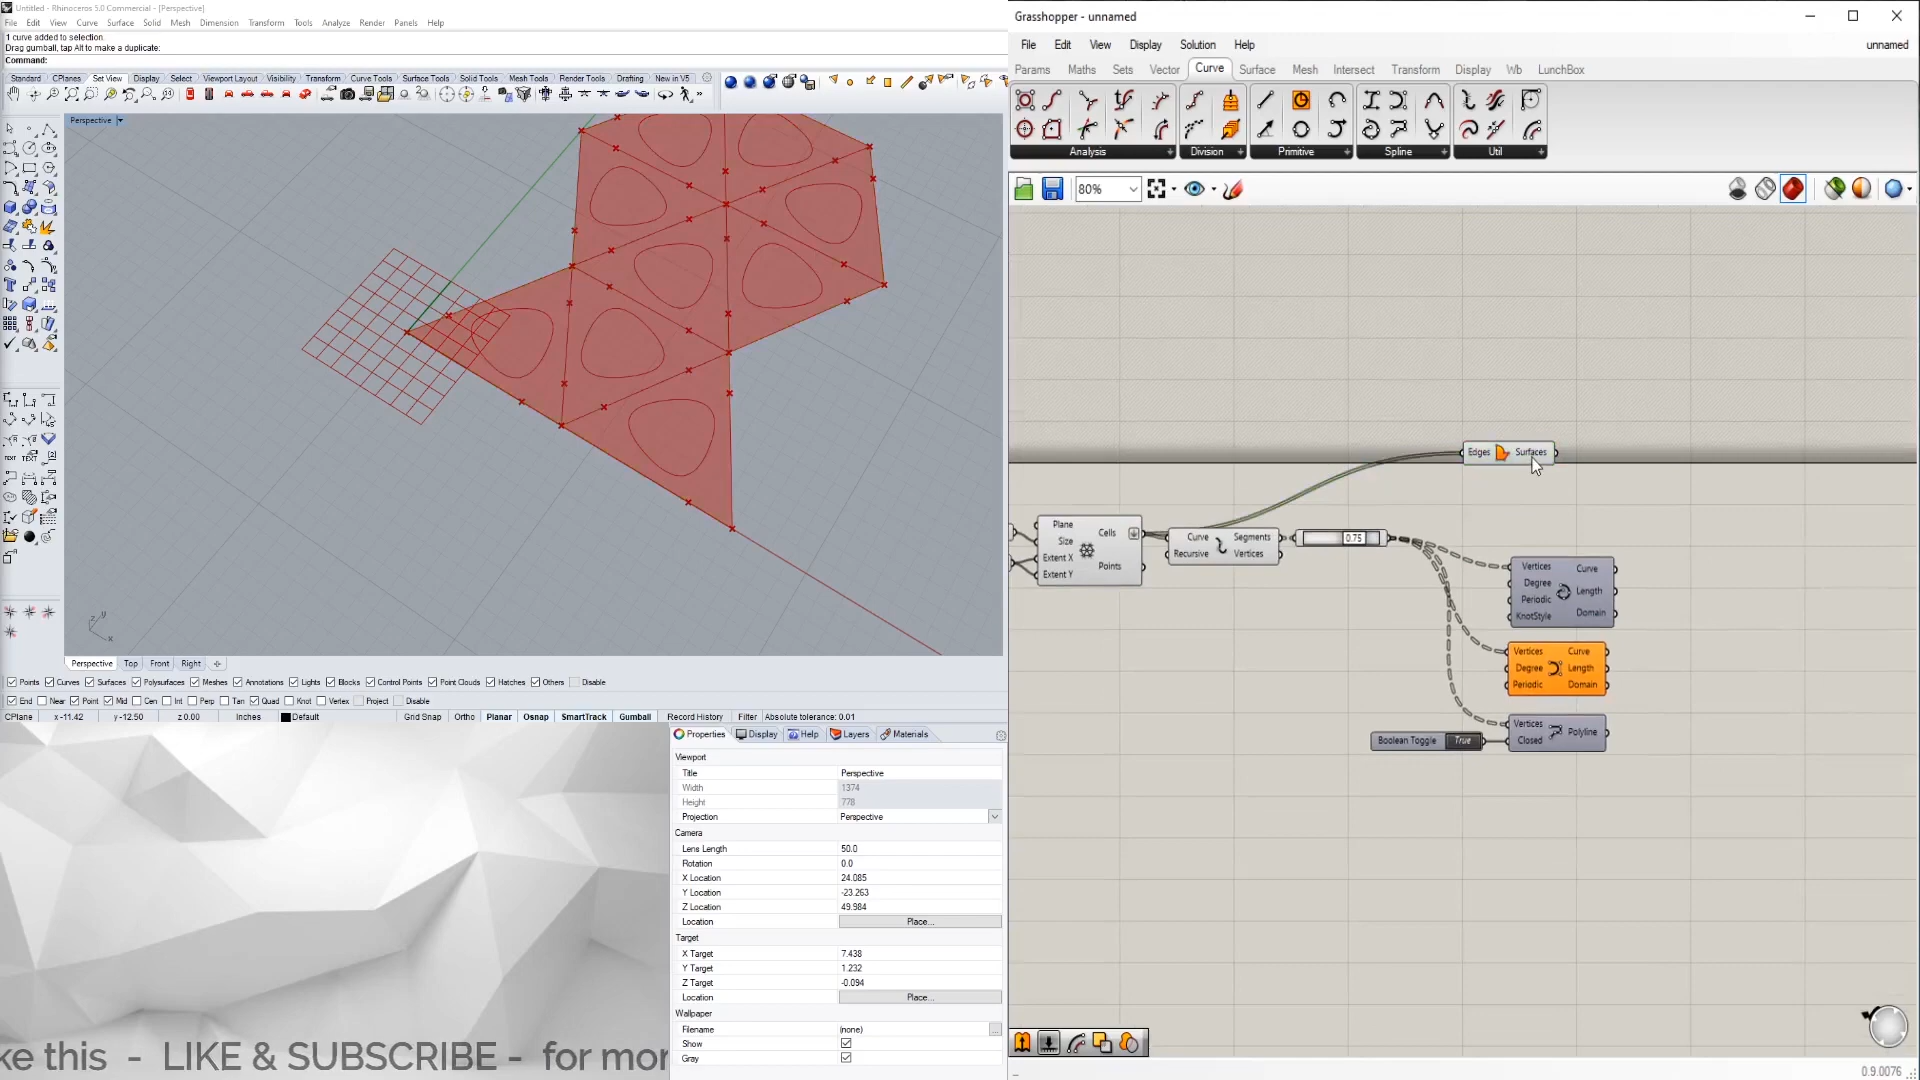 Untitled - Rhinoceros 5.0 Commercial - [Perspective]
File Edit View Curve Surface Solid Mesh Dimension Transform Tools Analyze Render Panels Help
1 curve added to selection.
Drag gumball, tap Alt to make a duplicate:
Command:
Standard CPlanes Set View Display Select Viewport Layout Visibility Transform Curve Tools Surface Tools Solid Tools Mesh Tools Render Tools Drafting New in V5
Perspective
z y
x
Perspective Top Front Right
Points Curves Surfaces Polysurfaces Meshes Annotations Lights Blocks Control Points Point Clouds Hatches Others Disable
End Near Point Mid Cen Int Perp Tan Quad Knot Vertex Project Disable
CPlane x -11.42 y -12.50 z 0.00 Inches Default Grid Snap Ortho Planar Osnap SmartTrack Gumball Record History Filter Absolute tolerance: 0.01
Properties Display Help Layers Materials
Viewport
Title Perspective
Width 1374
Height 778
Projection Perspective
Camera
Lens Length 50.0
Rotation 0.0
X Location 24.085
Y Location -23.263
Z Location 49.984
Location Place...
Target
X Target 7.438
Y Target 1.232
Z Target -0.094
Location Place...
Wallpaper
Filename (none) ...
Show
Gray
ke this - LIKE & SUBSCRIBE - for mor
Grasshopper - unnamed
File Edit View Display Solution Help unnamed
Params Maths Sets Vector Curve Surface Mesh Intersect Transform Display Wb LunchBox
Analysis Division Primitive Spline Util
80%
Edges Surfaces
Plane
Size
Extent X
Extent Y
Cells
Points
Curve
Recursive
Segments
Vertices
0.75
Vertices
Degree
Periodic
KnotStyle
Curve
Length
Domain
Vertices
Degree
Periodic
Curve
Length
Domain
Boolean Toggle True
Vertices
Closed
Polyline
0.9.0076